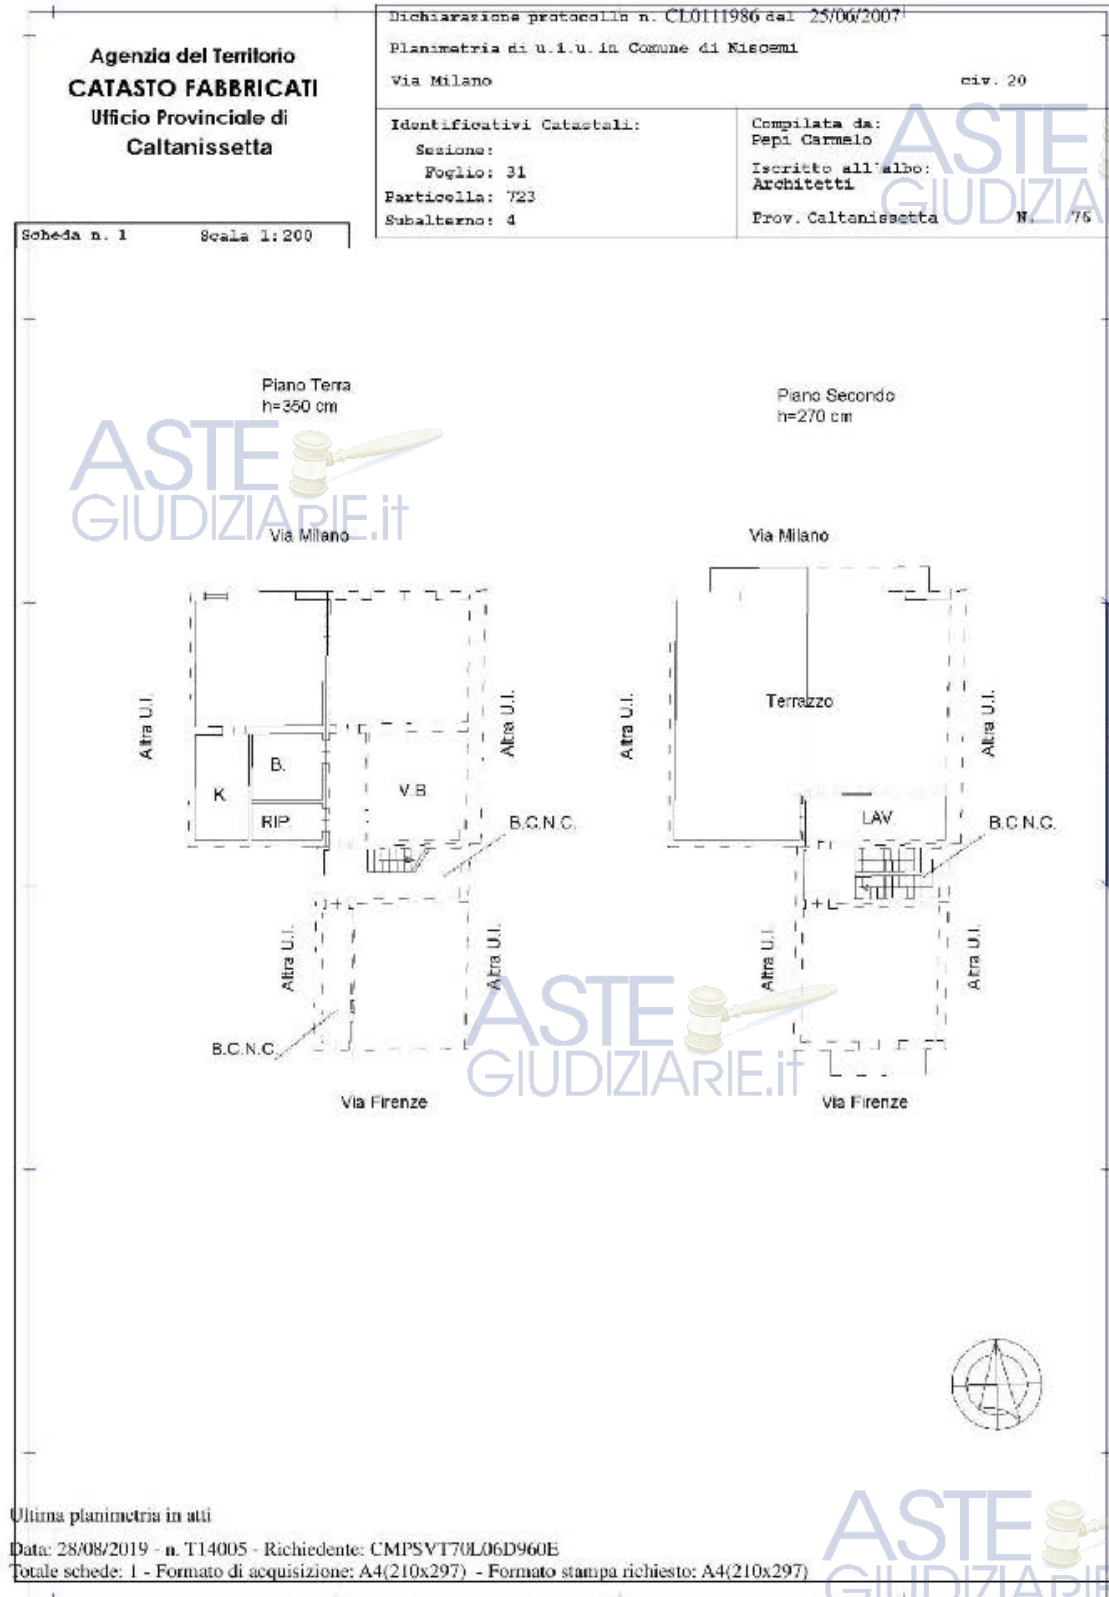 Agenzia del Territorio
CATASTO FABBRICATI
Ufficio Provinciale di
Caltanissetta
Dichiarazione protocollo n. CL0111986 del 25/06/2007
Planimetria di u.i.u. in Comune di Niscemi
Via Milano civ. 20
Identificativi Catastali:
Sezione:
Foglio: 31
Particella: 723
Subalterno: 4
Compilata da:
Pepi Carmelo
Iscritto all'albo:
Architetti
Prov. Caltanissetta N. 76
Scheda n. 1 Scala 1:200
ASTE
GIUDIZIA
Piano Terra
h=350 cm
Piano Secondo
h=270 cm
ASTE
GIUDIZIARIE.it
Via Milano
Via Milano
Altra U.I.
Altra U.I.
Altra U.I.
Altra U.I.
Terrazzo
B.
K
V.B
RIP.
LAV.
B.C.N.C.
B.C.N.C.
Altra U.I.
Altra U.I.
Altra U.I.
Altra U.I.
B.C.N.C.
ASTE
GIUDIZIARIE.it
Via Firenze
Via Firenze
Ultima planimetria in atti
Data: 28/08/2019 - n. T14005 - Richiedente: CMPSVT70L06D960E
Totale schede: 1 - Formato di acquisizione: A4(210x297) - Formato stampa richiesto: A4(210x297)
ASTE
GIUDIZIARIE